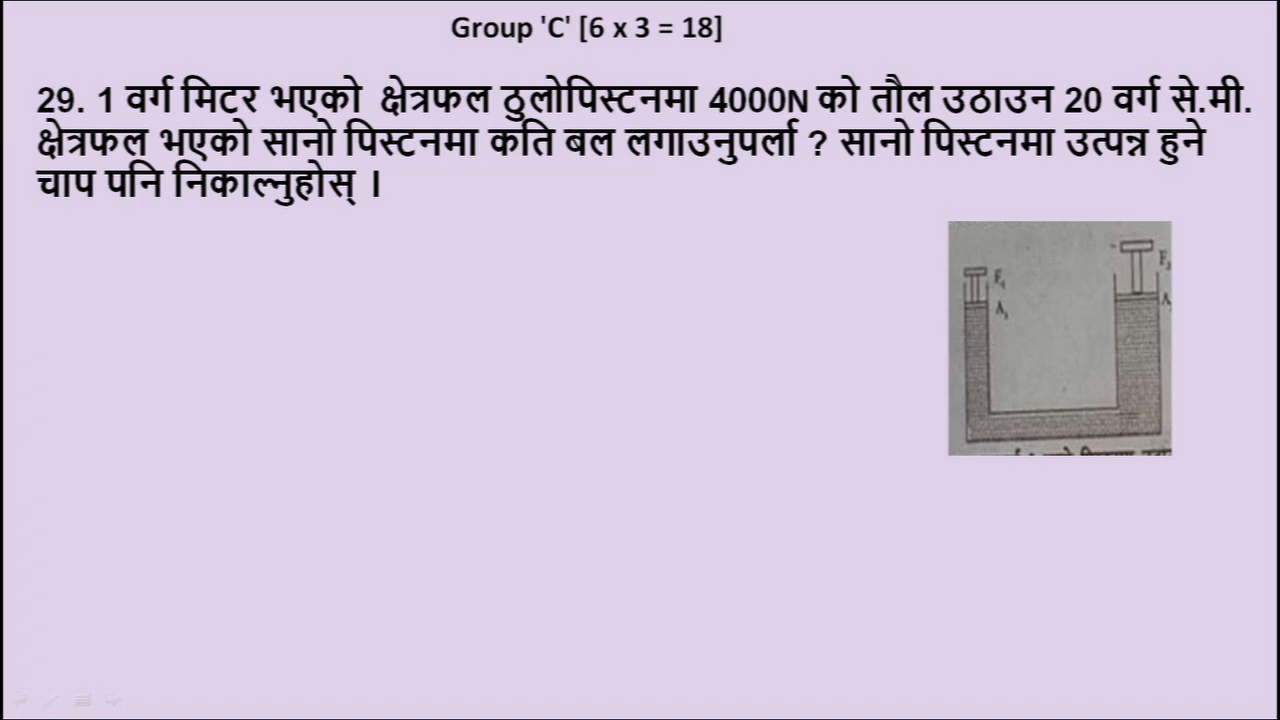 Group 'C' [6 x 3 = 18]
29. 1 वर्ग मिटर भएको क्षेत्रफल ठुलोपिस्टनमा 4000N को तौल उठाउन 20 वर्ग से.मी.
क्षेत्रफल भएको सानो पिस्टनमा कति बल लगाउनुपर्ला ? सानो पिस्टनमा उत्पन्न हुने
चाप पनि निकाल्नुहोस् ।
F₁
A₁
F₂
A